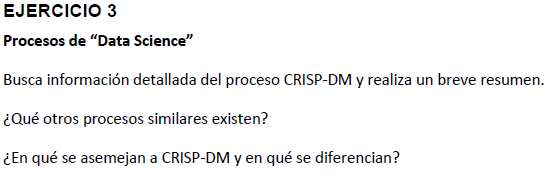 EJERCICIO 3
Procesos de “Data Science”
Busca información detallada del proceso CRISP-DM y realiza un breve resumen.
¿Qué otros procesos similares existen?
¿En qué se asemejan a CRISP-DM y en qué se diferencian?